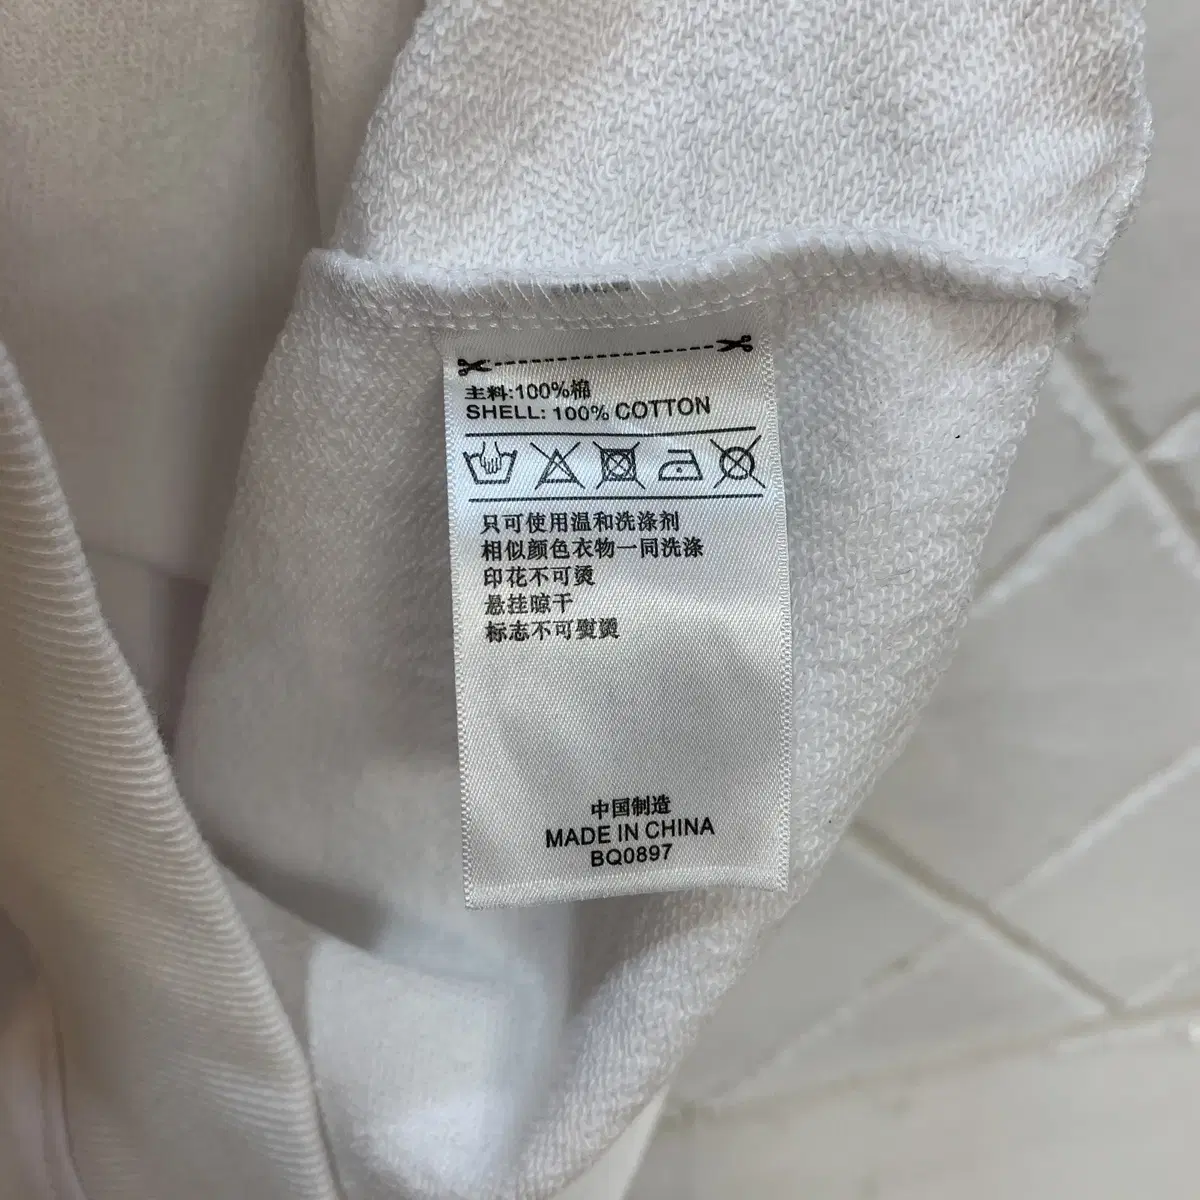 主料:100%棉
SHELL: 100% COTTON
只可使用温和洗涤剂
相似颜色衣物一同洗涤
印花不可烫
悬挂晾干
标志不可熨烫
中国制造
MADE IN CHINA
BQ0897